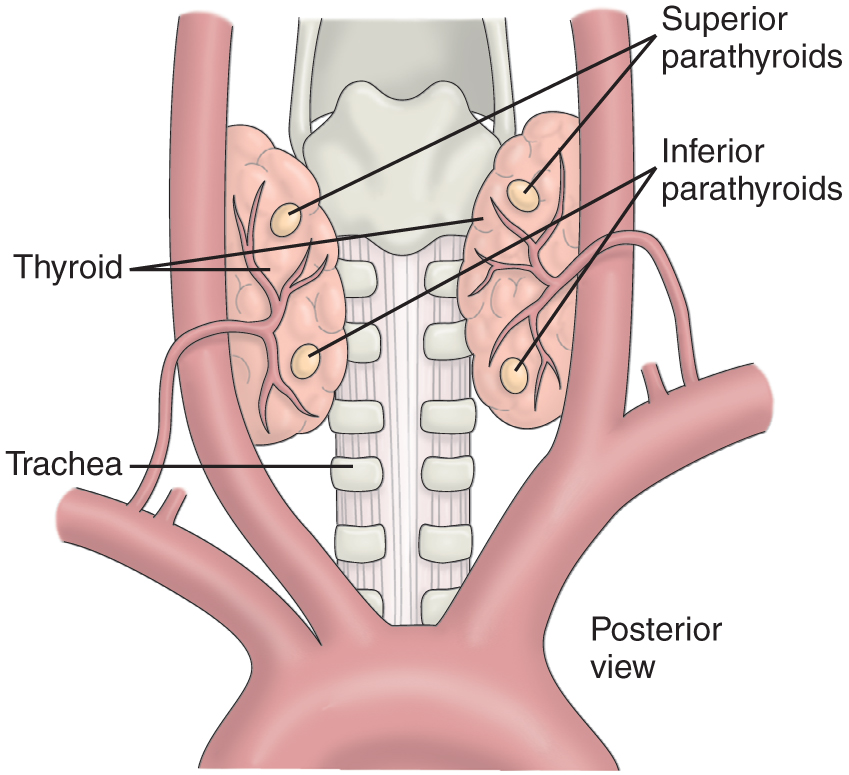 Superior
parathyroids
Inferior
parathyroids
Thyroid
Trachea
Posterior
view